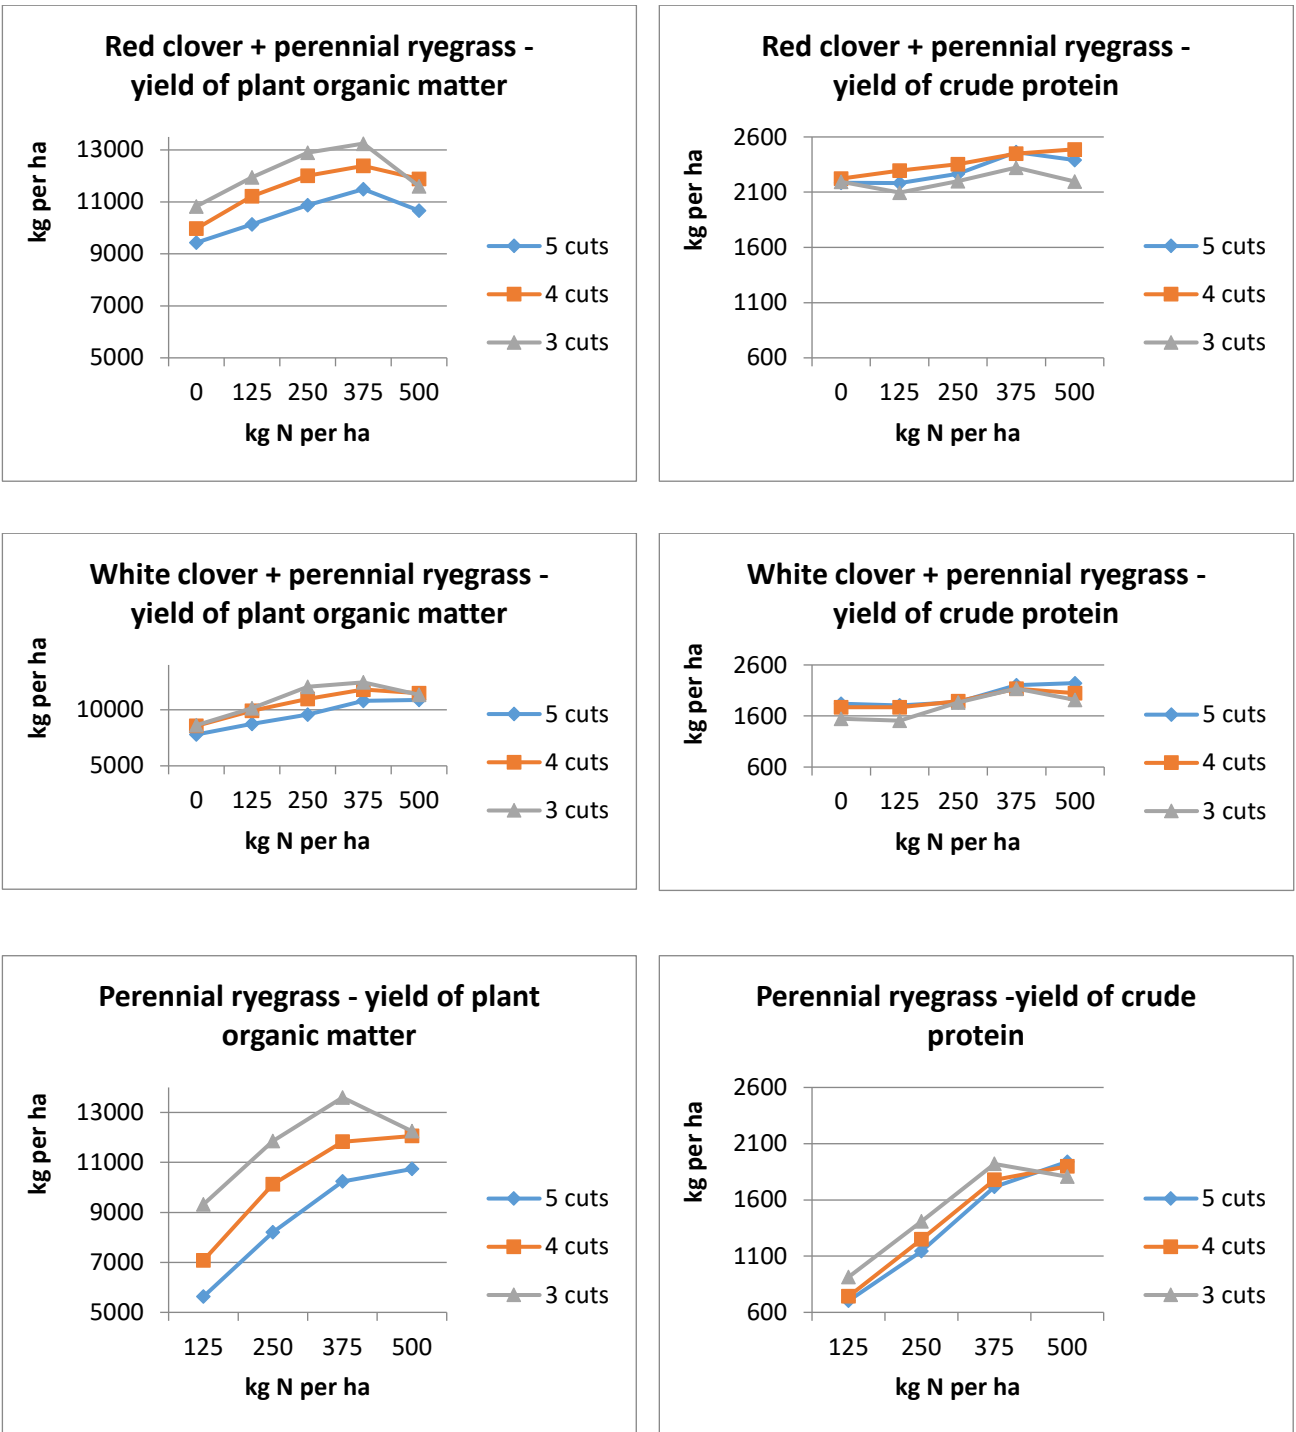 Red clover + perennial ryegrass -
yield of plant organic matter
kg per ha
13000
11000
9000
7000
5000
0 125 250 375 500
kg N per ha
5 cuts
4 cuts
3 cuts
Red clover + perennial ryegrass -
yield of crude protein
kg per ha
2600
2100
1600
1100
600
0 125 250 375 500
kg N per ha
5 cuts
4 cuts
3 cuts
White clover + perennial ryegrass -
yield of plant organic matter
kg per ha
10000
5000
0 125 250 375 500
kg N per ha
5 cuts
4 cuts
3 cuts
White clover + perennial ryegrass -
yield of crude protein
kg per ha
2600
1600
600
0 125 250 375 500
kg N per ha
5 cuts
4 cuts
3 cuts
Perennial ryegrass - yield of plant
organic matter
kg per ha
13000
11000
9000
7000
5000
125 250 375 500
kg N per ha
5 cuts
4 cuts
3 cuts
Perennial ryegrass -yield of crude
protein
kg per ha
2600
2100
1600
1100
600
125 250 375 500
kg N per ha
5 cuts
4 cuts
3 cuts